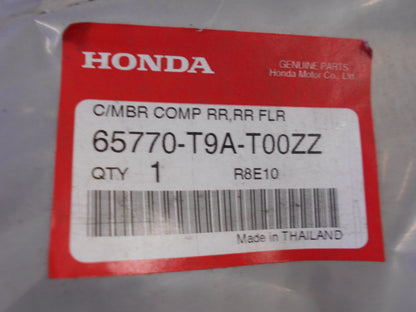 HONDA
GENUINE PARTS
Honda Motor Co., Ltd.
C/MBR COMP RR,RR FLR
65770-T9A-T00ZZ
QTY 1 R8E10
Made in THAILAND